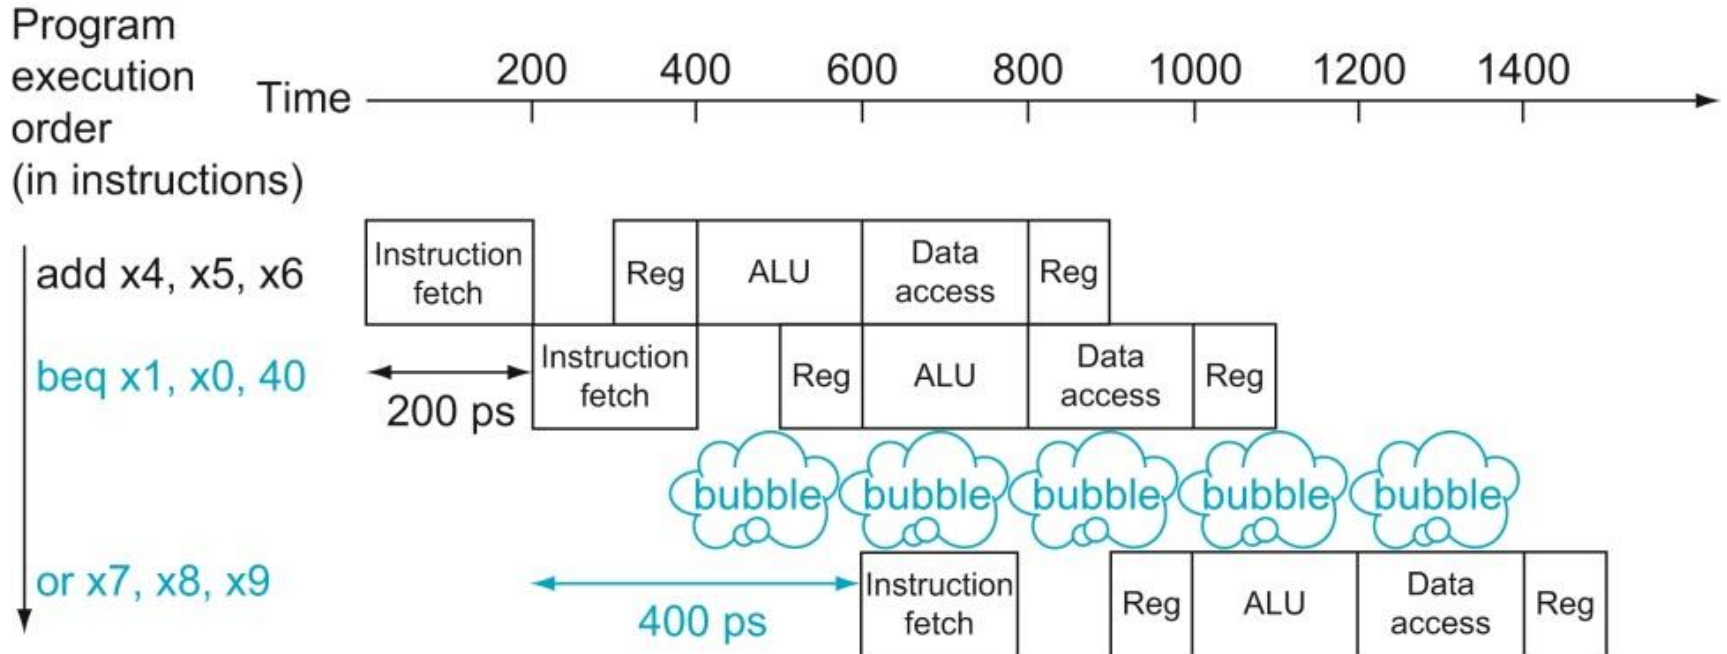 Program
execution
order
(in instructions)
Time
200 400 600 800 1000 1200 1400
add x4, x5, x6
Instruction
fetch
Reg
ALU
Data
access
Reg
beq x1, x0, 40
200 ps
Instruction
fetch
Reg
ALU
Data
access
Reg
bubble bubble bubble bubble bubble
or x7, x8, x9
400 ps
Instruction
fetch
Reg
ALU
Data
access
Reg